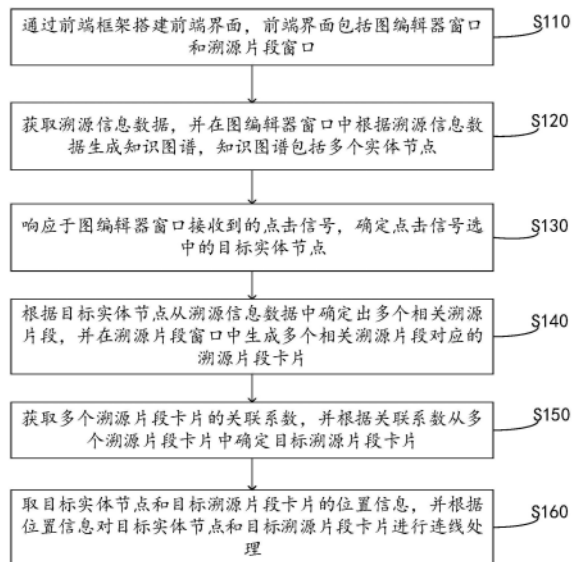 通过前端框架搭建前端界面，前端界面包括图编辑器窗口
和溯源片段窗口
S110
获取溯源信息数据，并在图编辑器窗口中根据溯源信息数
据生成知识图谱，知识图谱包括多个实体节点
S120
响应于图编辑器窗口接收到的点击信号，确定点击信号选
中的目标实体节点
S130
根据目标实体节点从溯源信息数据中确定出多个相关溯源
片段，并在溯源片段窗口中生成多个相关溯源片段对应的
溯源片段卡片
S140
获取多个溯源片段卡片的关联系数，并根据关联系数从多
个溯源片段卡片中确定目标溯源片段卡片
S150
取目标实体节点和目标溯源片段卡片的位置信息，并根据
位置信息对目标实体节点和目标溯源片段卡片进行连线处
理
S160